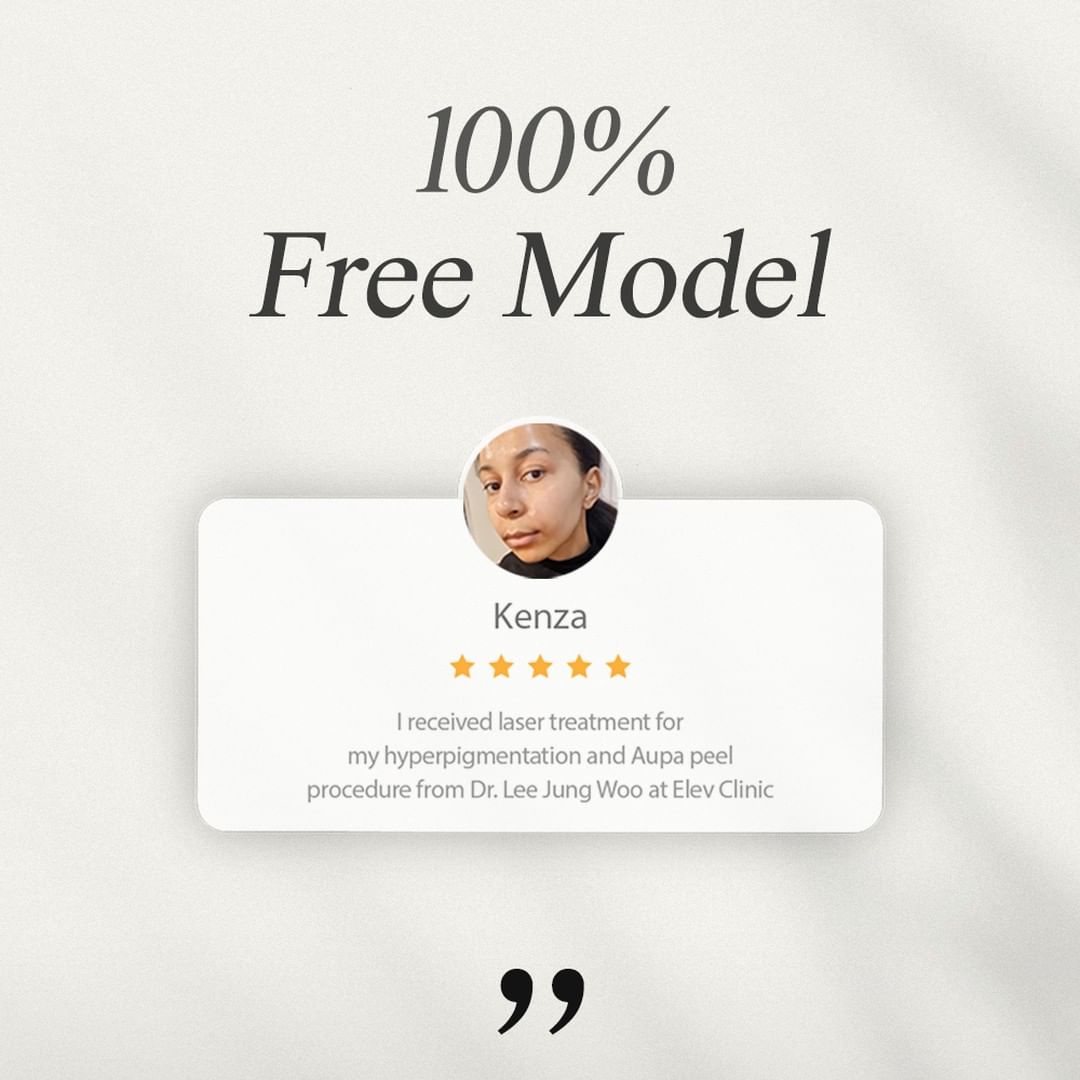 100%
Free Model
Kenza
I received laser treatment for
my hyperpigmentation and Aupa peel
procedure from Dr. Lee Jung Woo at Elev Clinic
”